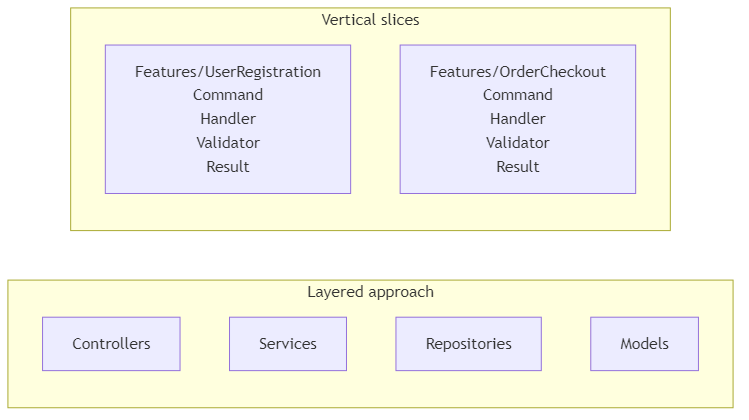 Vertical slices
Features/UserRegistration
Command
Handler
Validator
Result
Features/OrderCheckout
Command
Handler
Validator
Result
Layered approach
Controllers
Services
Repositories
Models